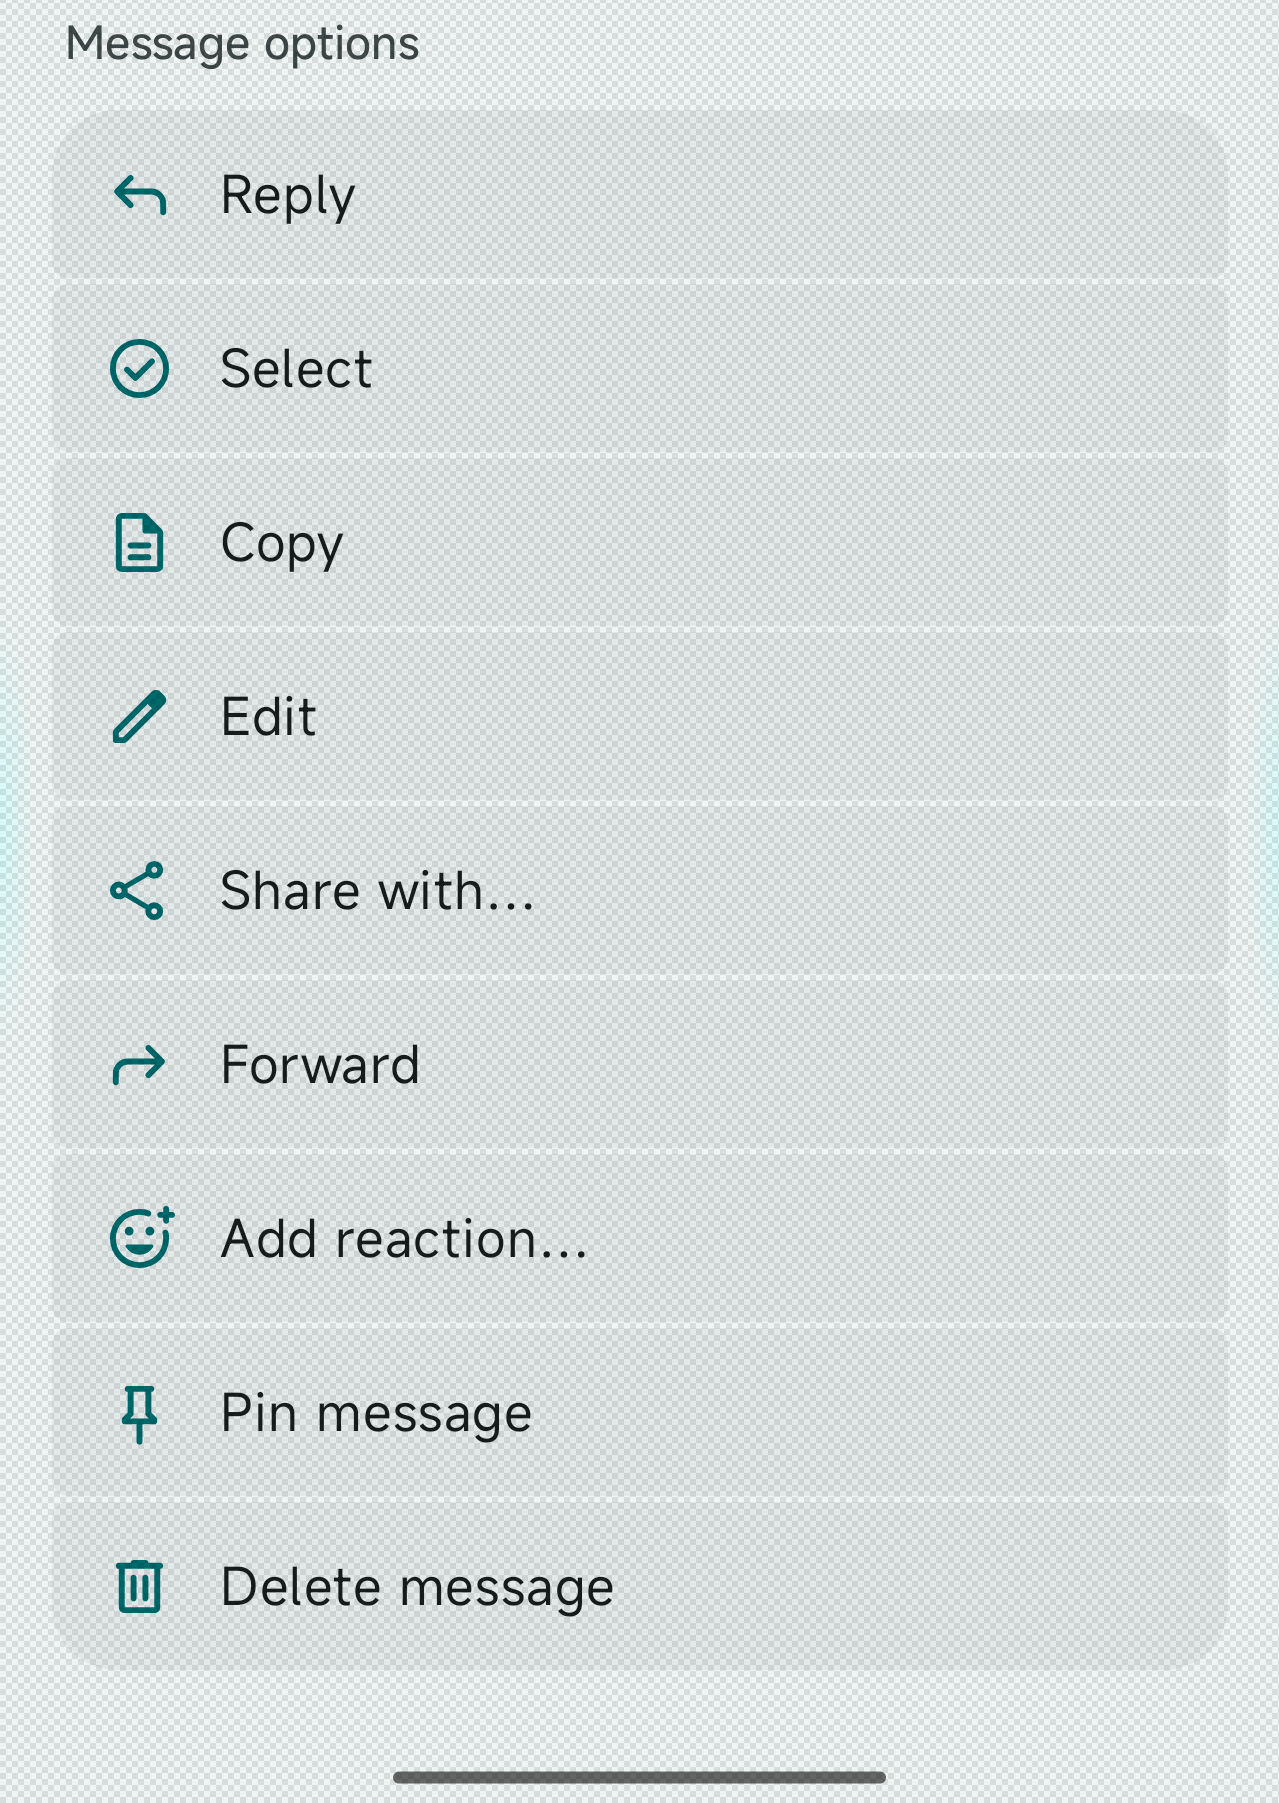 Message options
Reply
Select
Copy
Edit
Share with...
Forward
Add reaction...
Pin message
Delete message